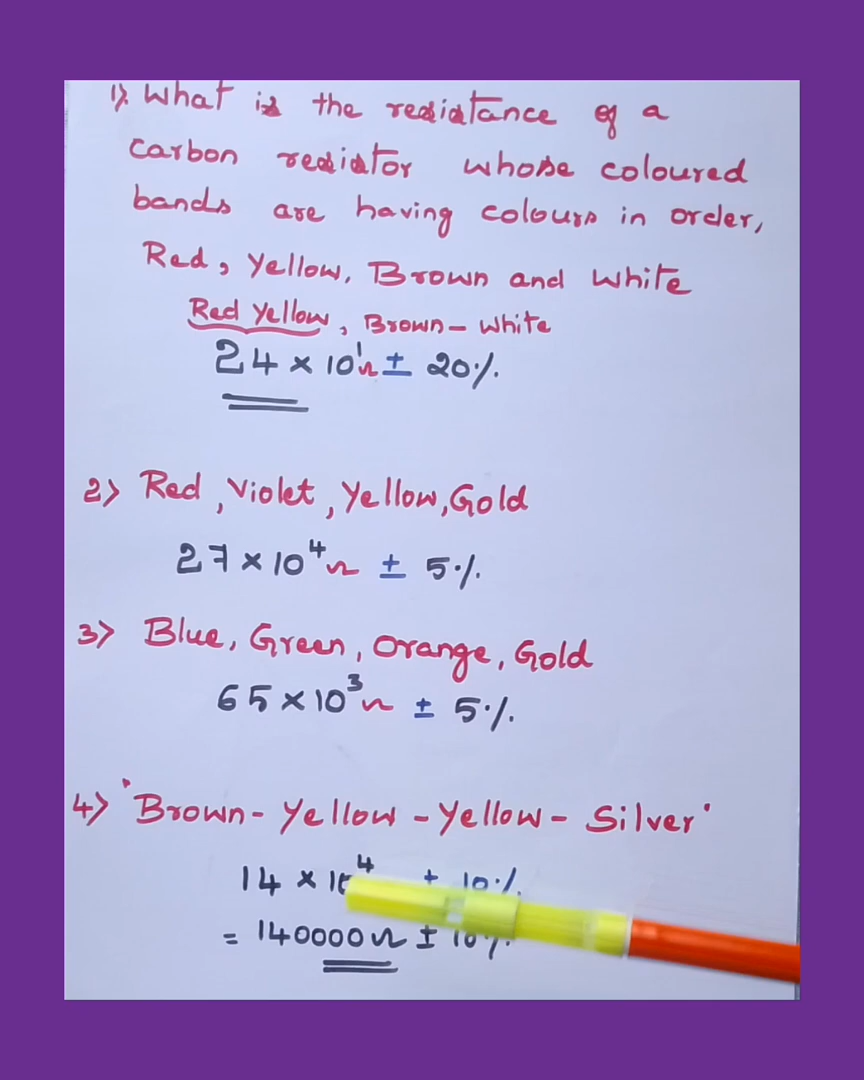 1) What is the resistance of a
carbon resistor whose coloured
bands are having colours in order,
Red, Yellow, Brown and White
Red Yellow, Brown - White
24 × 10¹Ω ± 20%.
2) Red, Violet, Yellow, Gold
27 × 10⁴Ω ± 5%.
3) Blue, Green, Orange, Gold
65 × 10³Ω ± 5%.
4) 'Brown - Yellow - Yellow - Silver'
14 × 10⁴ ± 10%.
= 140000Ω ± 10%.